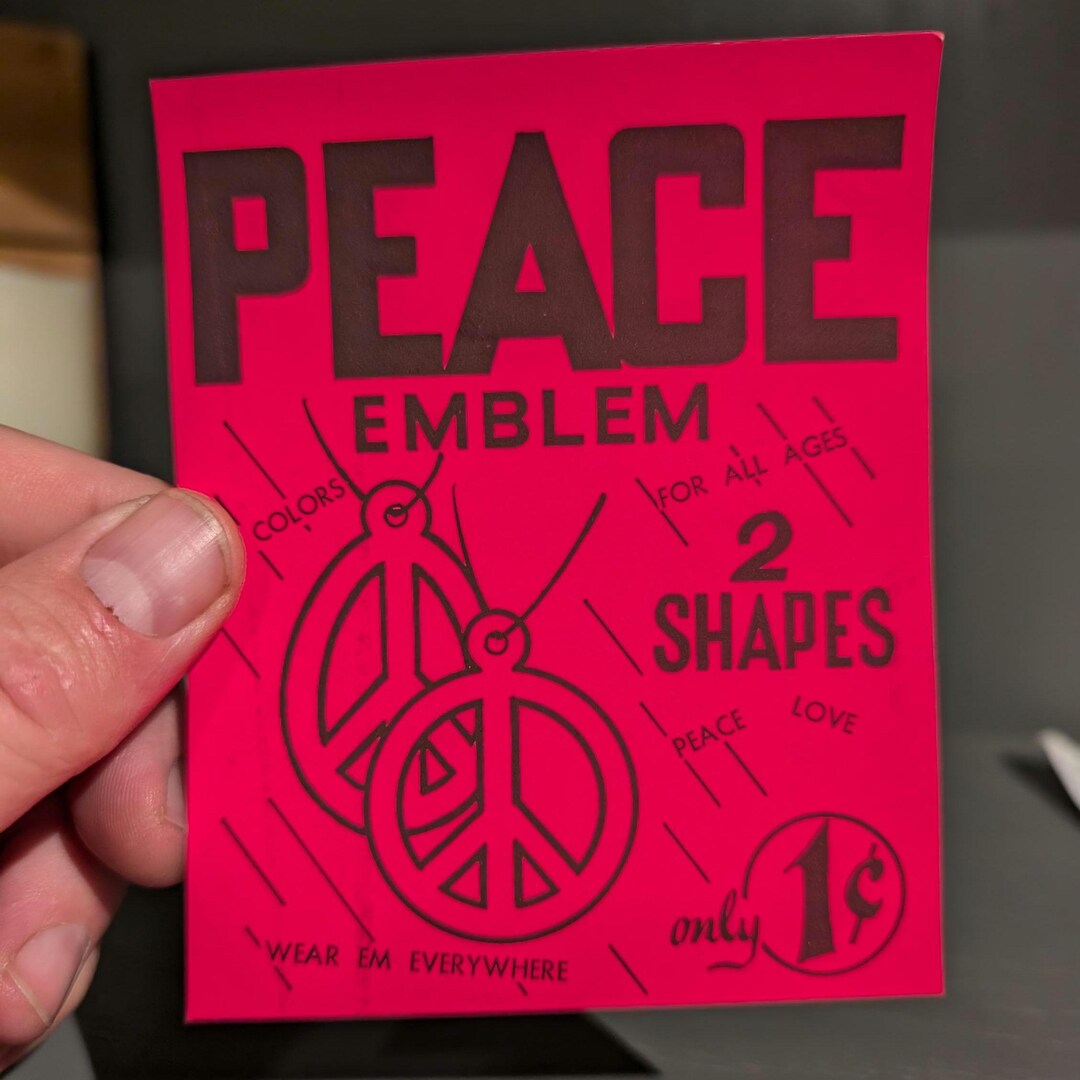 PEACE
EMBLEM
COLORS
FOR ALL AGES
2
SHAPES
PEACE LOVE
only 1¢
WEAR EM EVERYWHERE